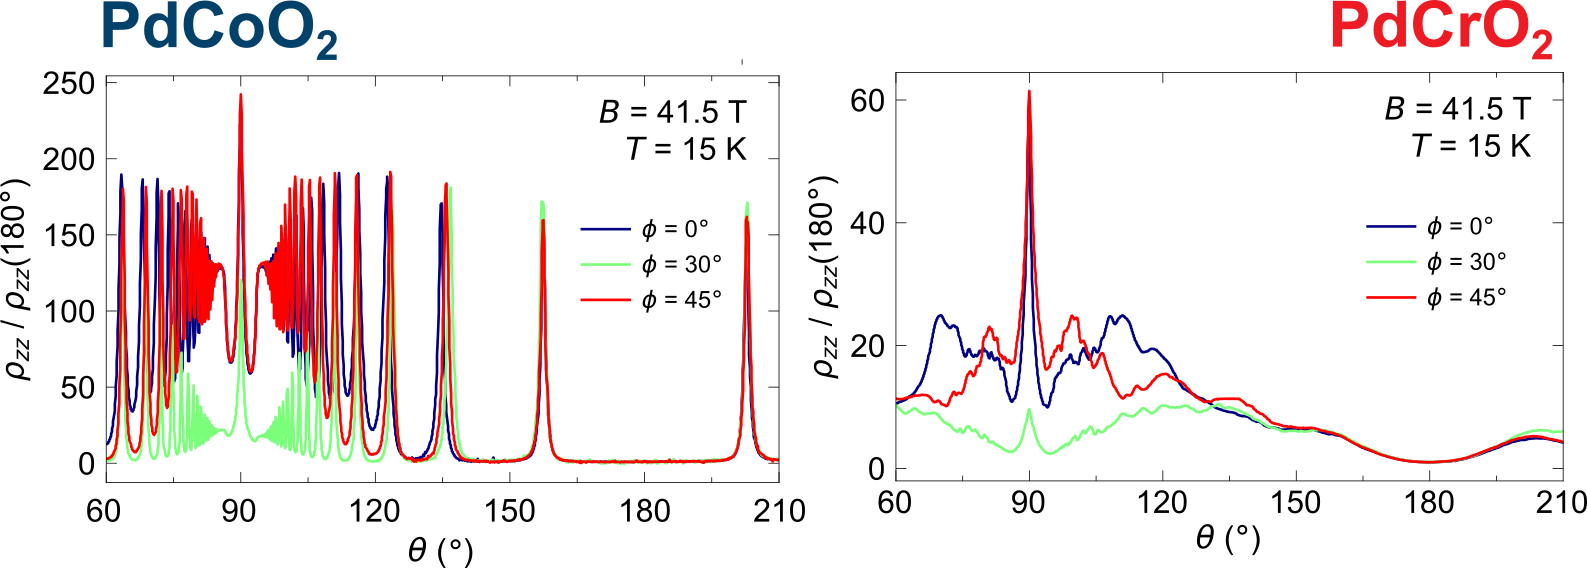 PdCoO2
PdCrO2
250
200
150
100
50
0
ρzz / ρzz(180°)
B = 41.5 T
T = 15 K
ϕ = 0°
ϕ = 30°
ϕ = 45°
60 90 120 150 180 210
θ (°)
60
40
20
0
ρzz / ρzz(180°)
B = 41.5 T
T = 15 K
ϕ = 0°
ϕ = 30°
ϕ = 45°
60 90 120 150 180 210
θ (°)